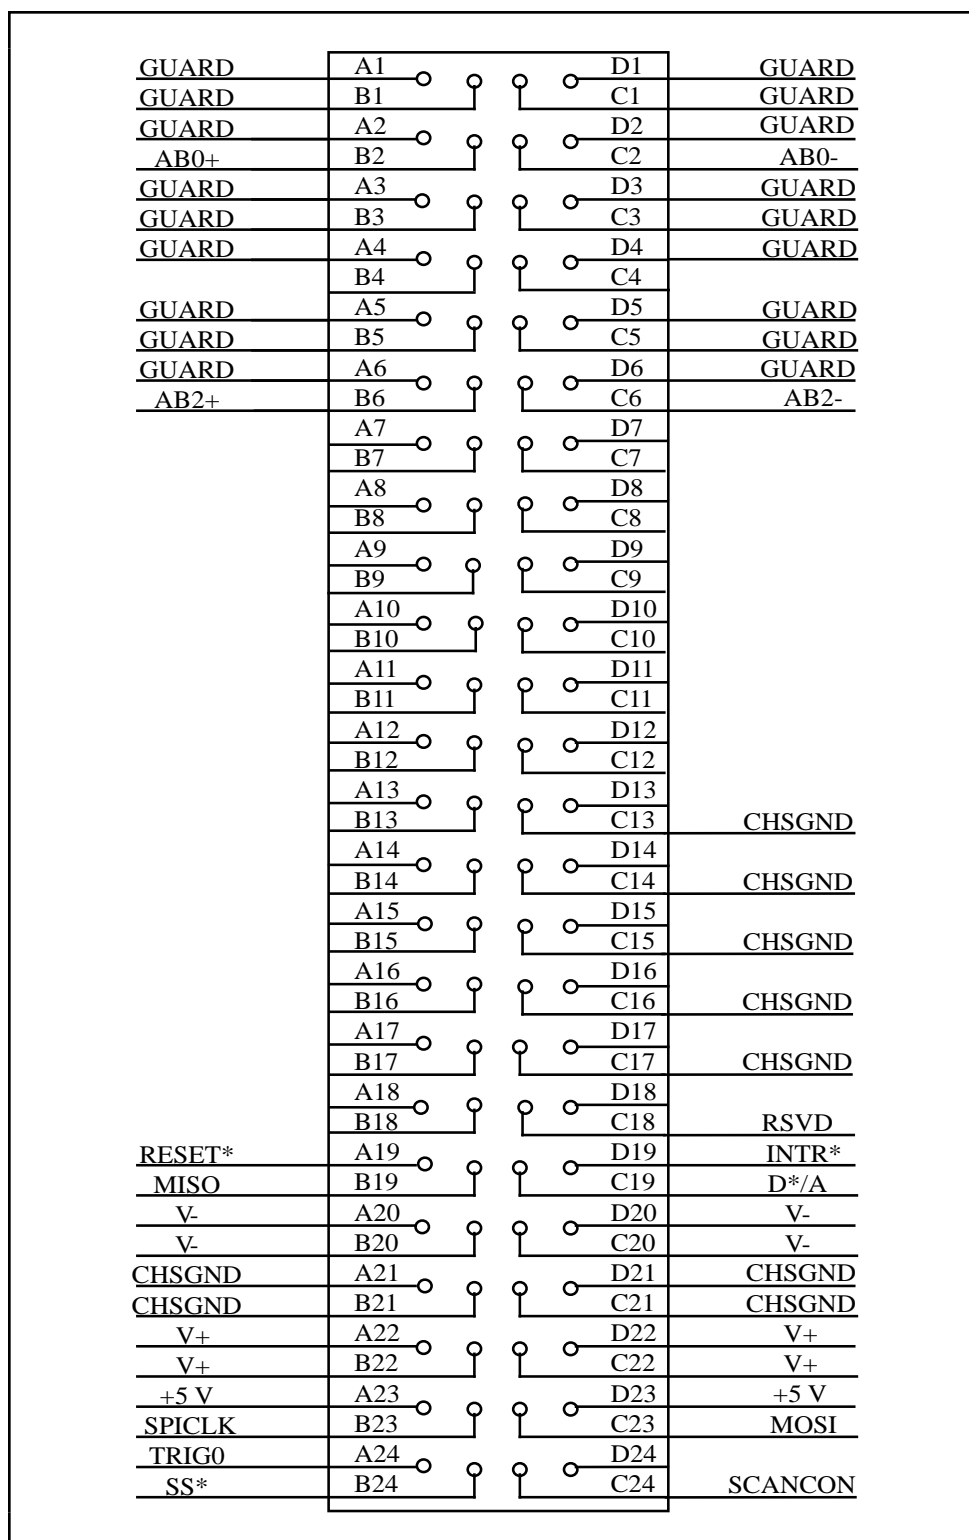 GUARD A1 D1 GUARD
GUARD B1 C1 GUARD
GUARD A2 D2 GUARD
AB0+ B2 C2 AB0-
GUARD A3 D3 GUARD
GUARD B3 C3 GUARD
GUARD A4 D4 GUARD
B4 C4
GUARD A5 D5 GUARD
GUARD B5 C5 GUARD
GUARD A6 D6 GUARD
AB2+ B6 C6 AB2-
A7 D7
B7 C7
A8 D8
B8 C8
A9 D9
B9 C9
A10 D10
B10 C10
A11 D11
B11 C11
A12 D12
B12 C12
A13 D13
B13 C13 CHSGND
A14 D14
B14 C14 CHSGND
A15 D15
B15 C15 CHSGND
A16 D16
B16 C16 CHSGND
A17 D17
B17 C17 CHSGND
A18 D18
B18 C18 RSVD
RESET* A19 D19 INTR*
MISO B19 C19 D*/A
V- A20 D20 V-
V- B20 C20 V-
CHSGND A21 D21 CHSGND
CHSGND B21 C21 CHSGND
V+ A22 D22 V+
V+ B22 C22 V+
+5 V A23 D23 +5 V
SPICLK B23 C23 MOSI
TRIG0 A24 D24
SS* B24 C24 SCANCON